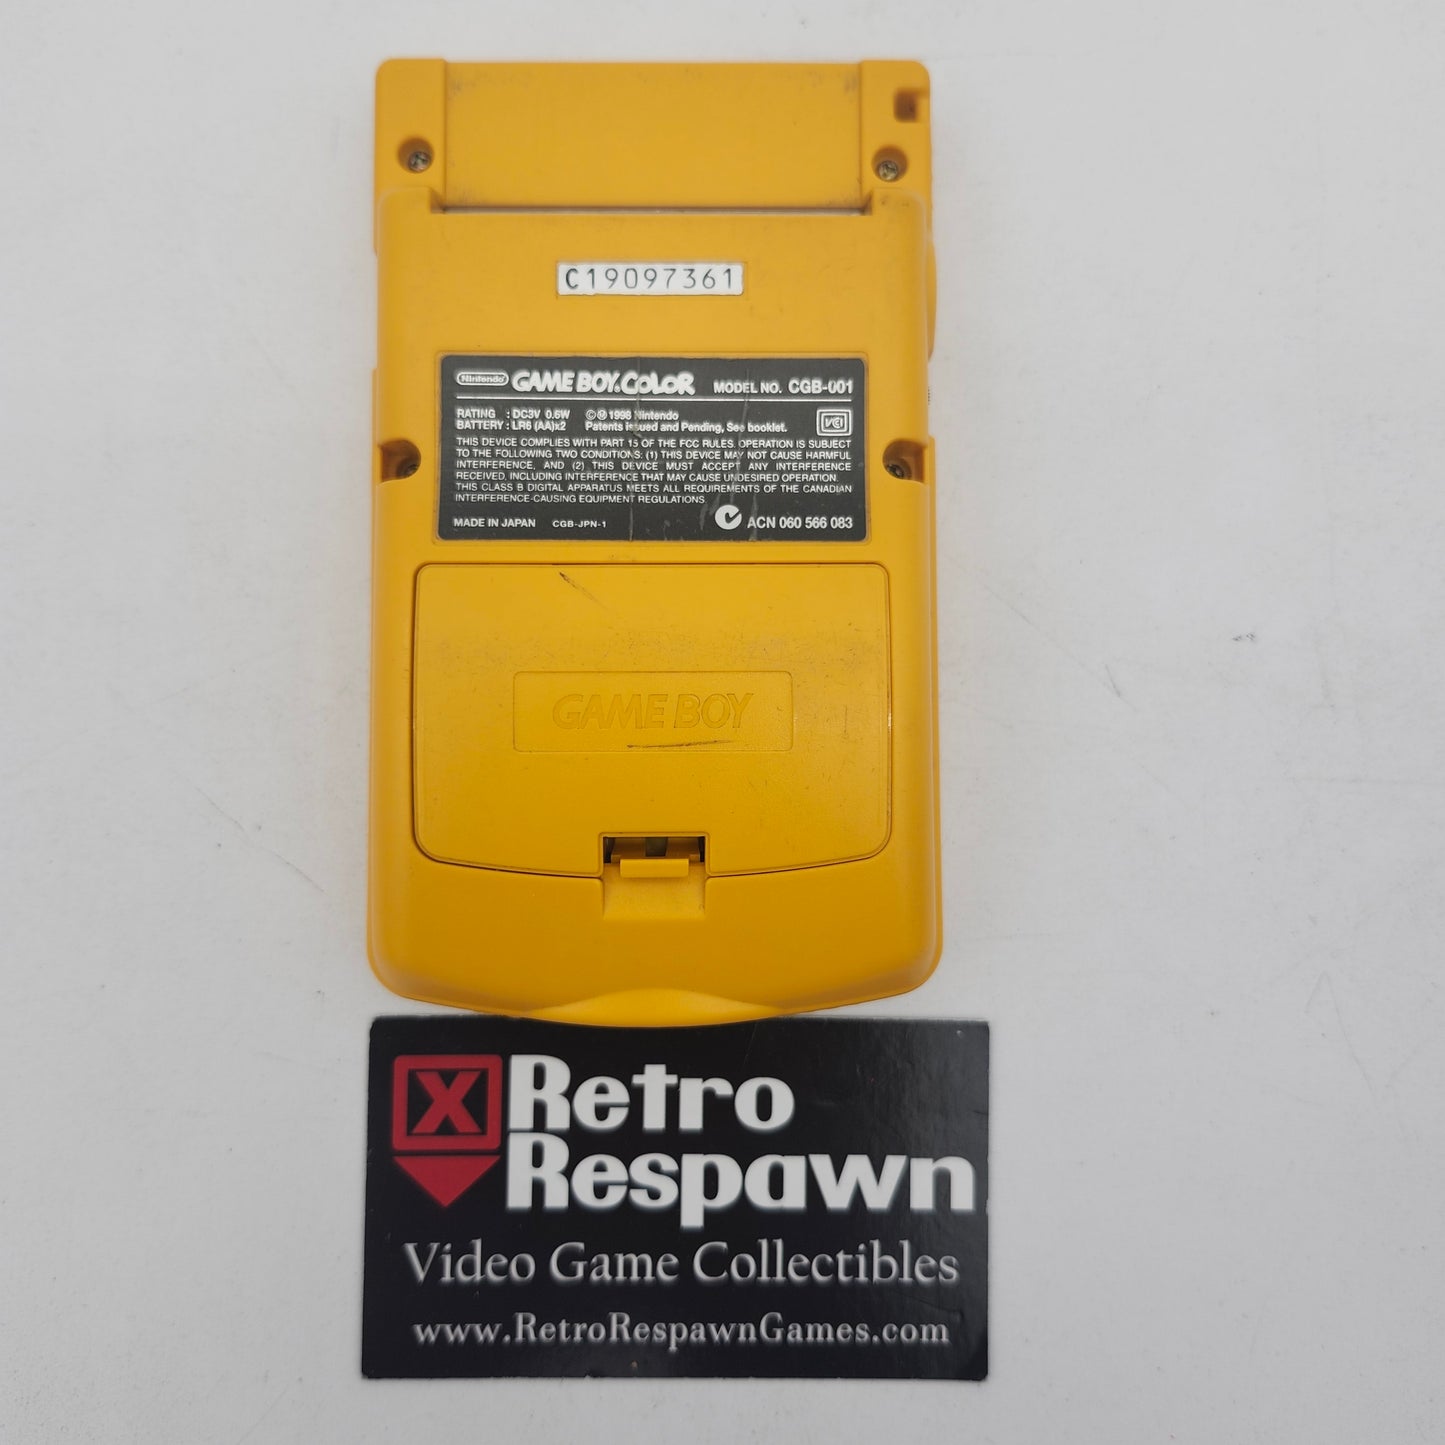 C19097361
Nintendo GAME BOY COLOR MODEL NO. CGB-001
RATING : DC3V 0.6W ©Ⓜ1998 Nintendo
BATTERY : LR6 (AA)x2 Patents issued and Pending, See booklet.
VCI
THIS DEVICE COMPLIES WITH PART 15 OF THE FCC RULES. OPERATION IS SUBJECT
TO THE FOLLOWING TWO CONDITIONS: (1) THIS DEVICE MAY NOT CAUSE HARMFUL
INTERFERENCE, AND (2) THIS DEVICE MUST ACCEPT ANY INTERFERENCE
RECEIVED, INCLUDING INTERFERENCE THAT MAY CAUSE UNDESIRED OPERATION.
THIS CLASS B DIGITAL APPARATUS MEETS ALL REQUIREMENTS OF THE CANADIAN
INTERFERENCE-CAUSING EQUIPMENT REGULATIONS.
MADE IN JAPAN CGB-JPN-1 ACN 060 566 083
GAME BOY
X Retro
Respawn
Video Game Collectibles
www.RetroRespawnGames.com